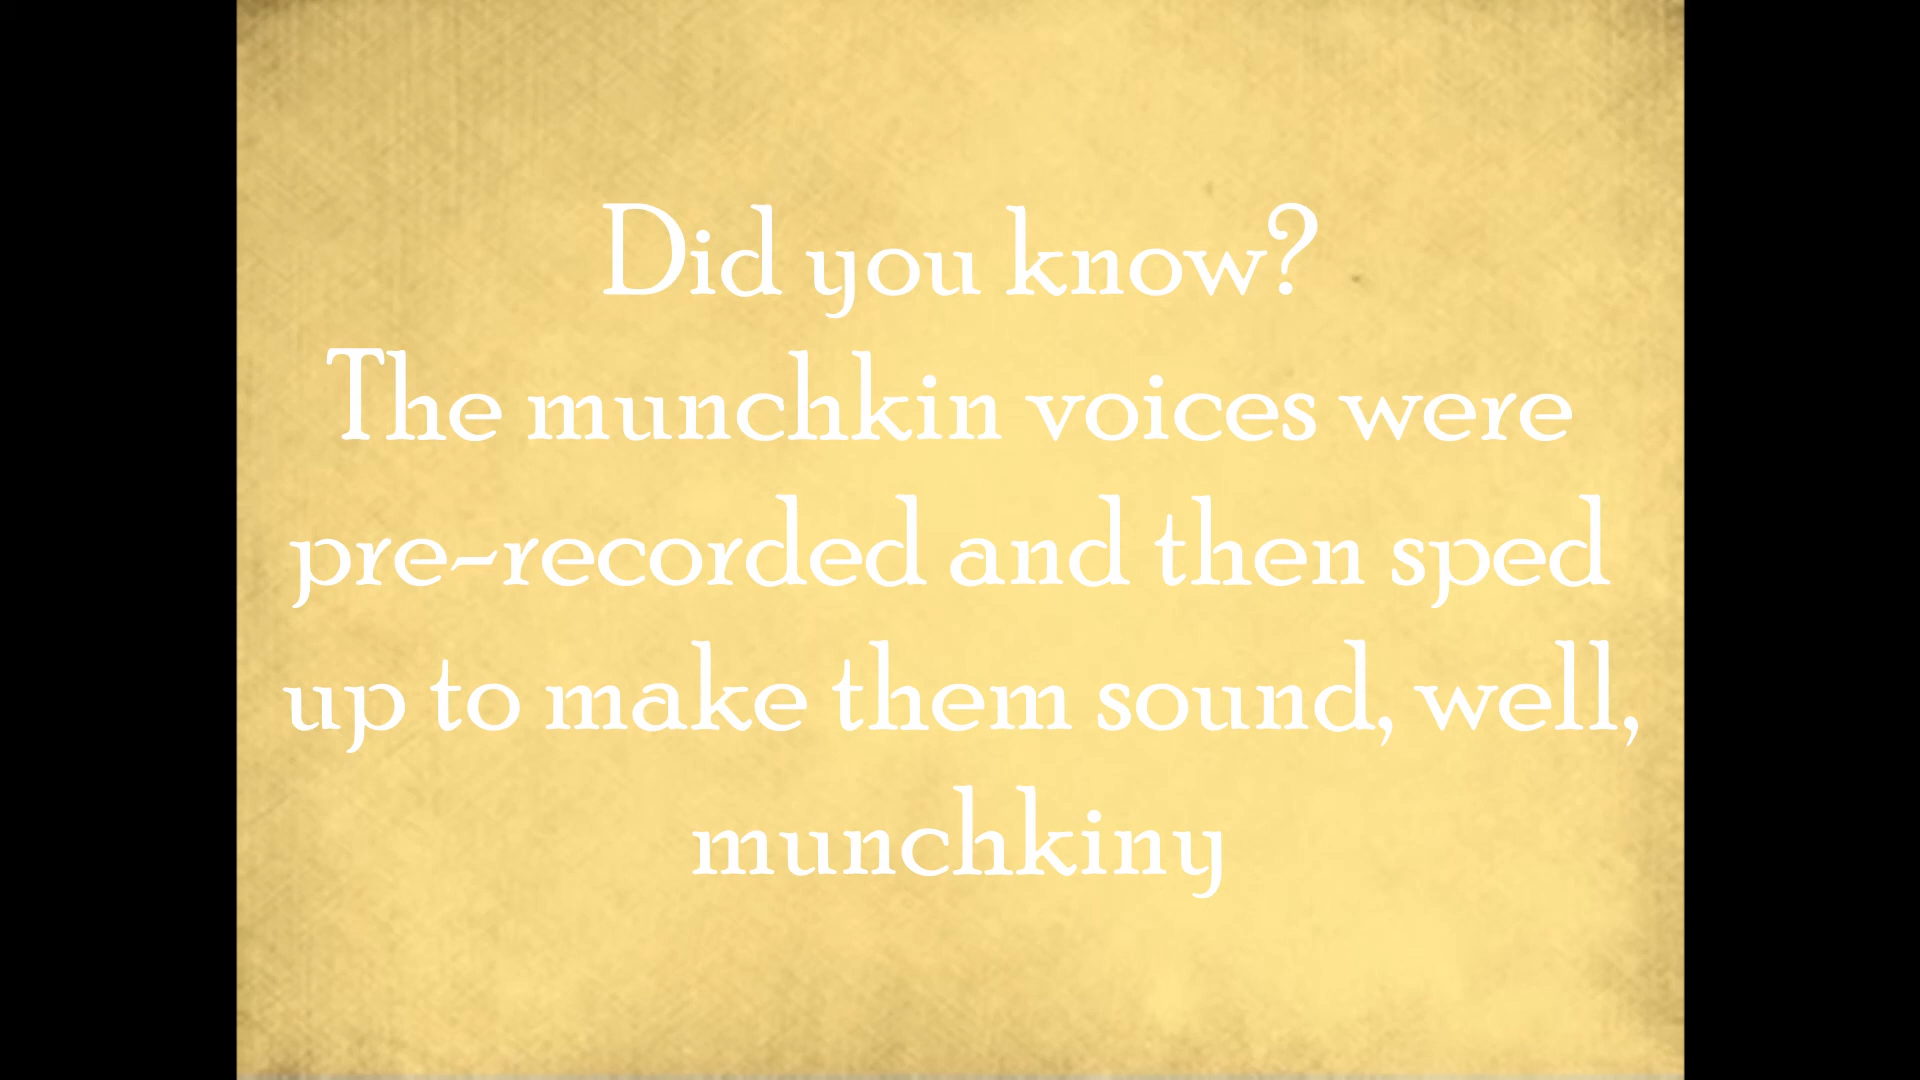 Did you know?
The munchkin voices were
pre-recorded and then sped
up to make them sound, well,
munchkiny